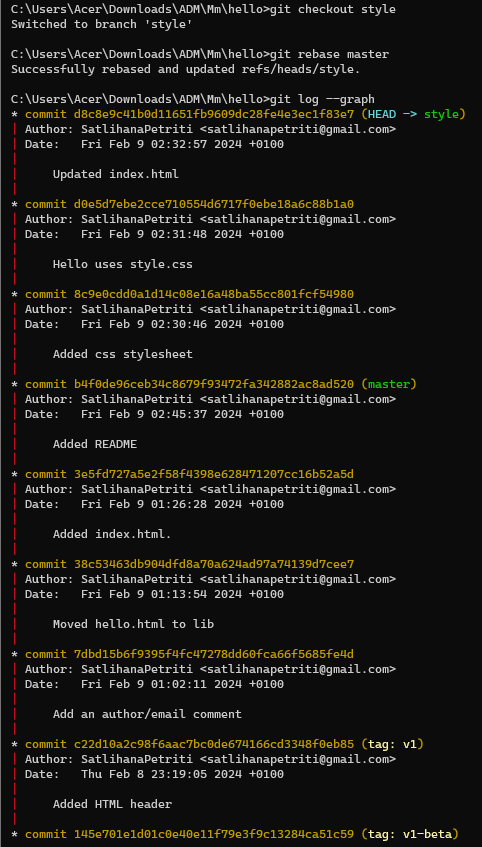 C:\Users\Acer\Downloads\ADM\Mm\hello>git checkout style
Switched to branch 'style'
C:\Users\Acer\Downloads\ADM\Mm\hello>git rebase master
Successfully rebased and updated refs/heads/style.
C:\Users\Acer\Downloads\ADM\Mm\hello>git log --graph
* commit d8c8e9c41b0d11651fb9609dc28fe4e3ec1f83e7 (HEAD -> style)
| Author: SatlihanaPetriti <satlihanapetriti@gmail.com>
| Date:   Fri Feb 9 02:32:57 2024 +0100
|
|     Updated index.html
|
* commit d0e5d7ebe2cce710554d6717f0ebe18a6c88b1a0
| Author: SatlihanaPetriti <satlihanapetriti@gmail.com>
| Date:   Fri Feb 9 02:31:48 2024 +0100
|
|     Hello uses style.css
|
* commit 8c9e0cdd0a1d14c08e16a48ba55cc801fcf54980
| Author: SatlihanaPetriti <satlihanapetriti@gmail.com>
| Date:   Fri Feb 9 02:30:46 2024 +0100
|
|     Added css stylesheet
|
* commit b4f0de96ceb34c8679f93472fa342882ac8ad520 (master)
| Author: SatlihanaPetriti <satlihanapetriti@gmail.com>
| Date:   Fri Feb 9 02:45:37 2024 +0100
|
|     Added README
|
* commit 3e5fd727a5e2f58f4398e628471207cc16b52a5d
| Author: SatlihanaPetriti <satlihanapetriti@gmail.com>
| Date:   Fri Feb 9 01:26:28 2024 +0100
|
|     Added index.html.
|
* commit 38c53463db904dfd8a70a624ad97a74139d7cee7
| Author: SatlihanaPetriti <satlihanapetriti@gmail.com>
| Date:   Fri Feb 9 01:13:54 2024 +0100
|
|     Moved hello.html to lib
|
* commit 7dbd15b6f9395f4fc47278dd60fca66f5685fe4d
| Author: SatlihanaPetriti <satlihanapetriti@gmail.com>
| Date:   Fri Feb 9 01:02:11 2024 +0100
|
|     Add an author/email comment
|
* commit c22d10a2c98f6aac7bc0de674166cd3348f0eb85 (tag: v1)
| Author: SatlihanaPetriti <satlihanapetriti@gmail.com>
| Date:   Thu Feb 8 23:19:05 2024 +0100
|
|     Added HTML header
|
* commit 145e701e1d01c0e40e11f79e3f9c13284ca51c59 (tag: v1-beta)